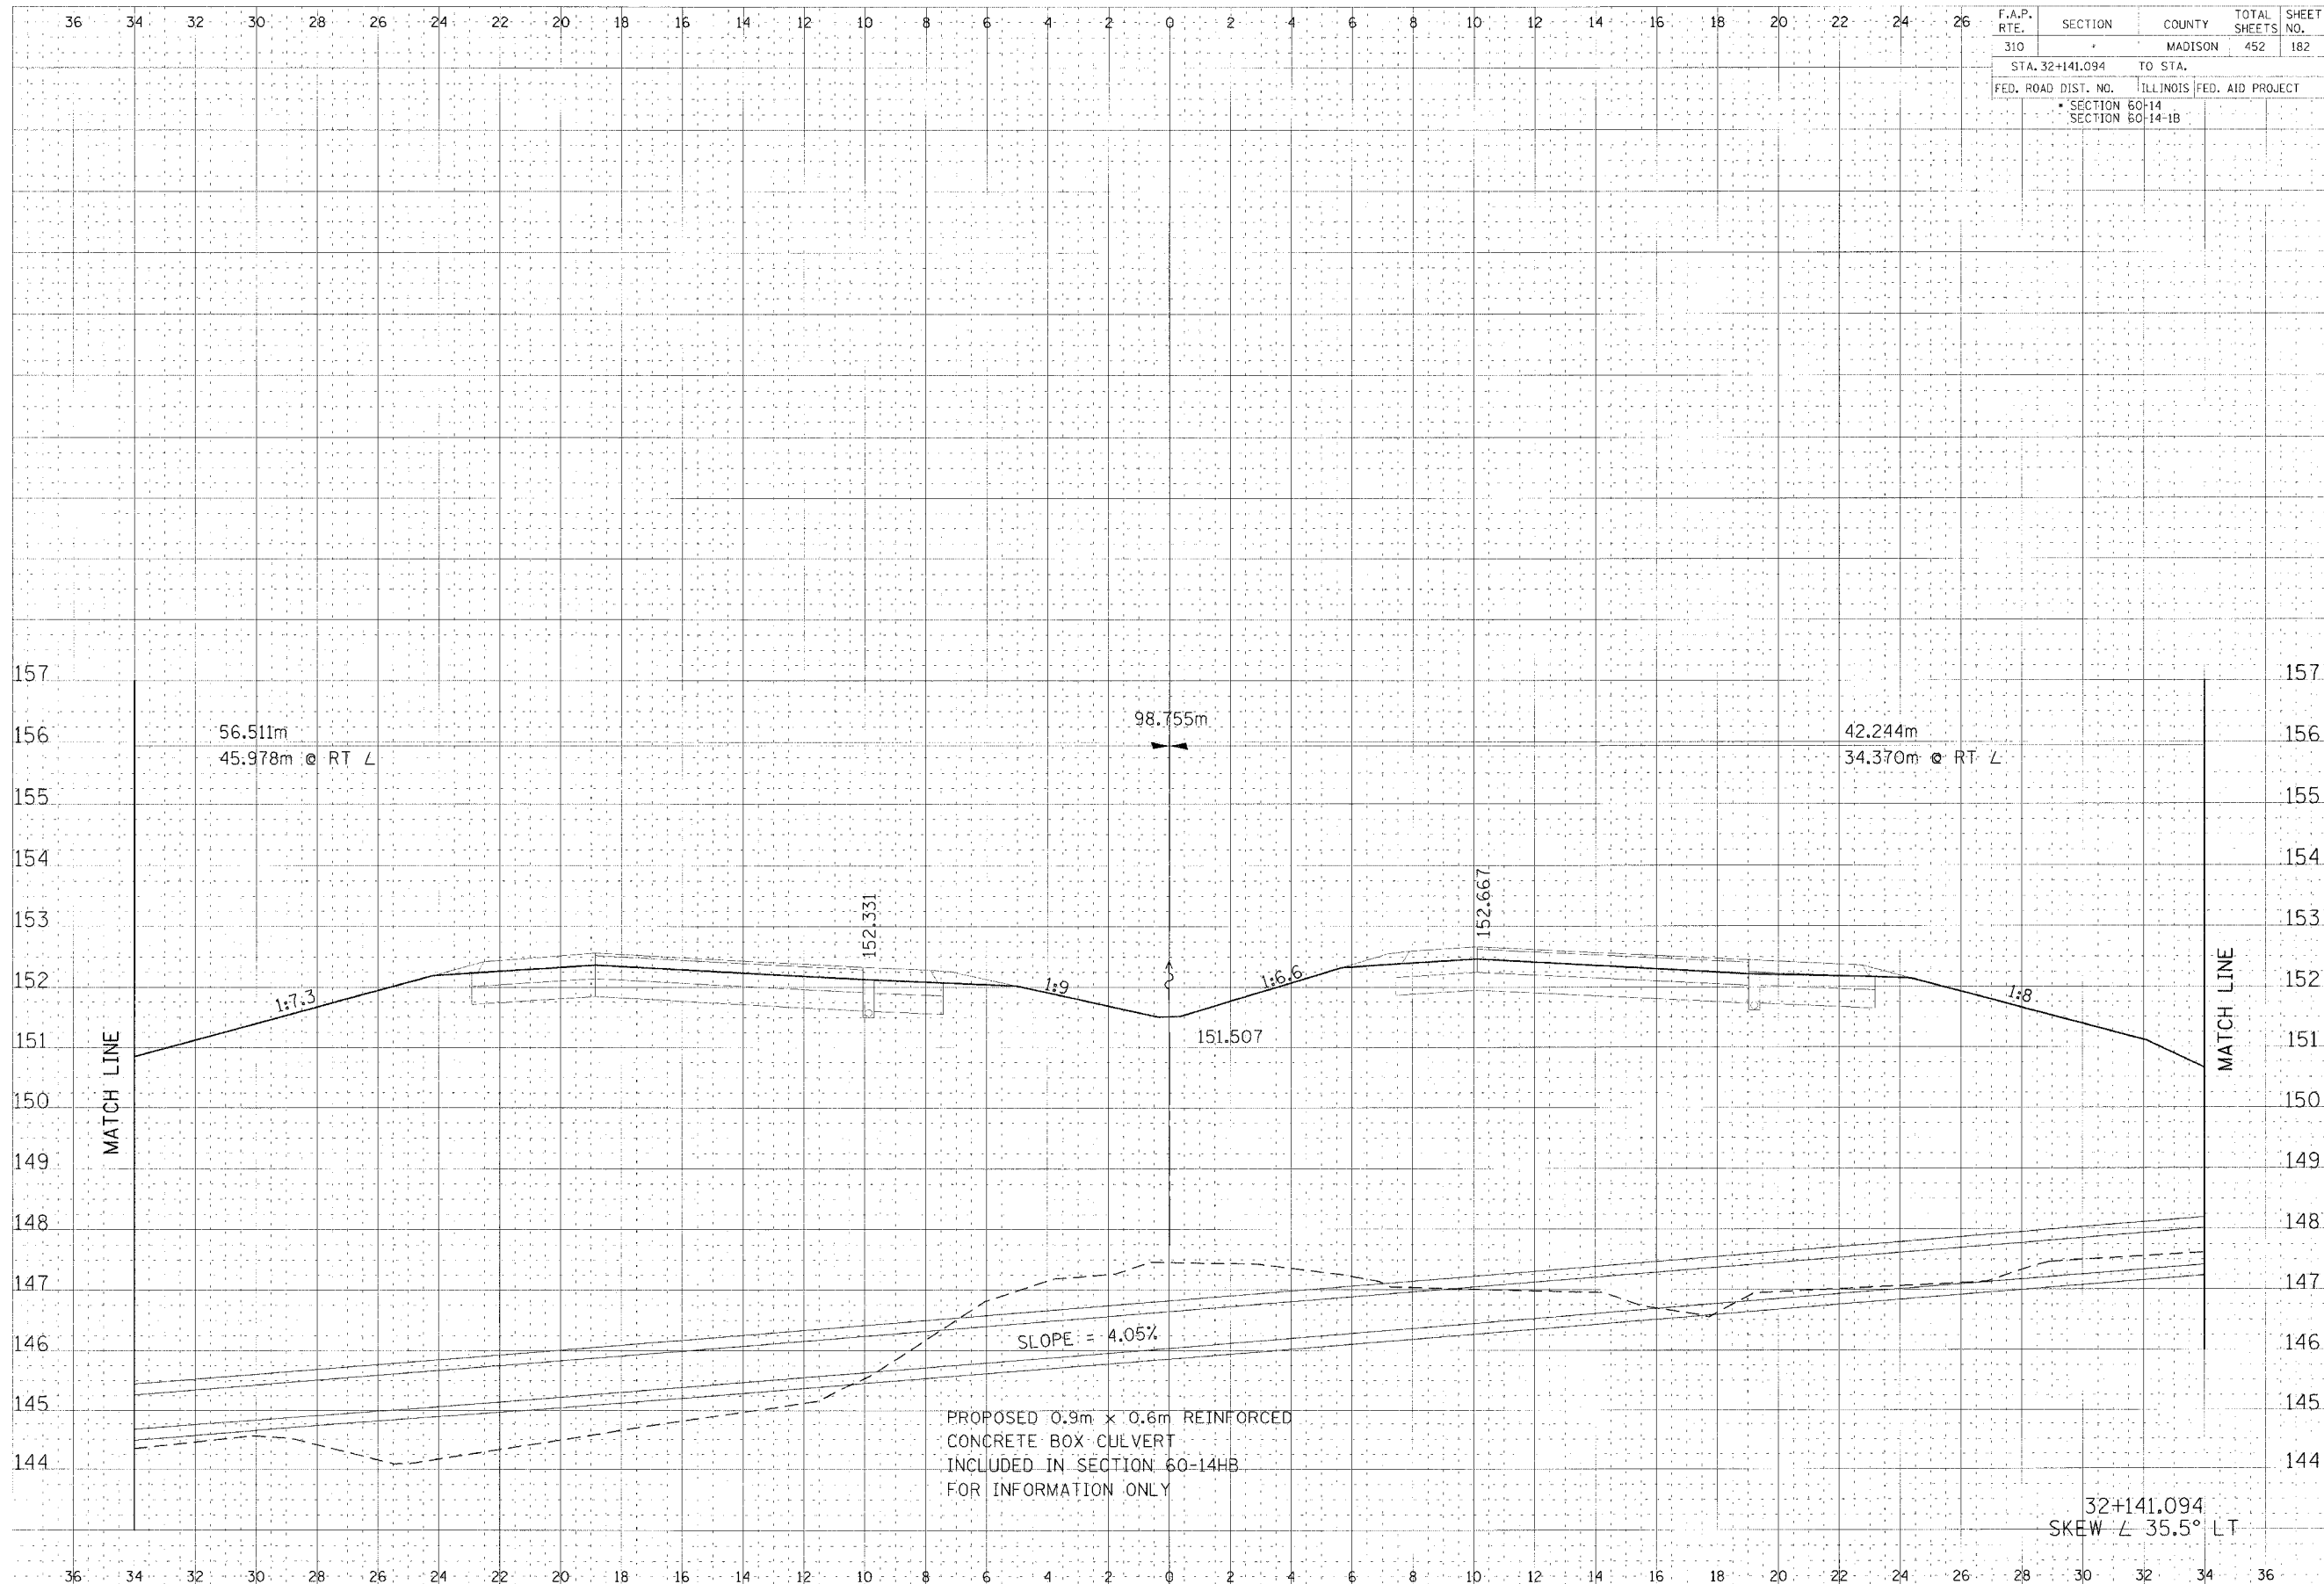 36 34 32 30 28 26 24 22 20 18 16 14 12 10 8 6 4 2 0 2 4 6 8 10 12 14 16 18 20 22 24 26
F.A.P. RTE. SECTION COUNTY TOTAL SHEETS SHEET NO.
310 * MADISON 452 182
STA. 32+141.094 TO STA.
FED. ROAD DIST. NO. ILLINOIS FED. AID PROJECT
* SECTION 60-14
SECTION 60-14-1B
157 157
56.511m 98.755m 42.244m
156 156
45.978m @ RT ∠ 34.370m @ RT ∠
155 155
154 154
152.331 152.667
153 153
152 152
1:7.3 1:9 1:6.6 1:8
151 151
151.507
MATCH LINE MATCH LINE
150 150
149 149
148 148
147 147
146 146
SLOPE = 4.05%
145 145
PROPOSED 0.9m x 0.6m REINFORCED
CONCRETE BOX CULVERT
144 144
INCLUDED IN SECTION 60-14HB
FOR INFORMATION ONLY
32+141.094
SKEW ∠ 35.5° LT
36 34 32 30 28 26 24 22 20 18 16 14 12 10 8 6 4 2 0 2 4 6 8 10 12 14 16 18 20 22 24 26 28 30 32 34 36